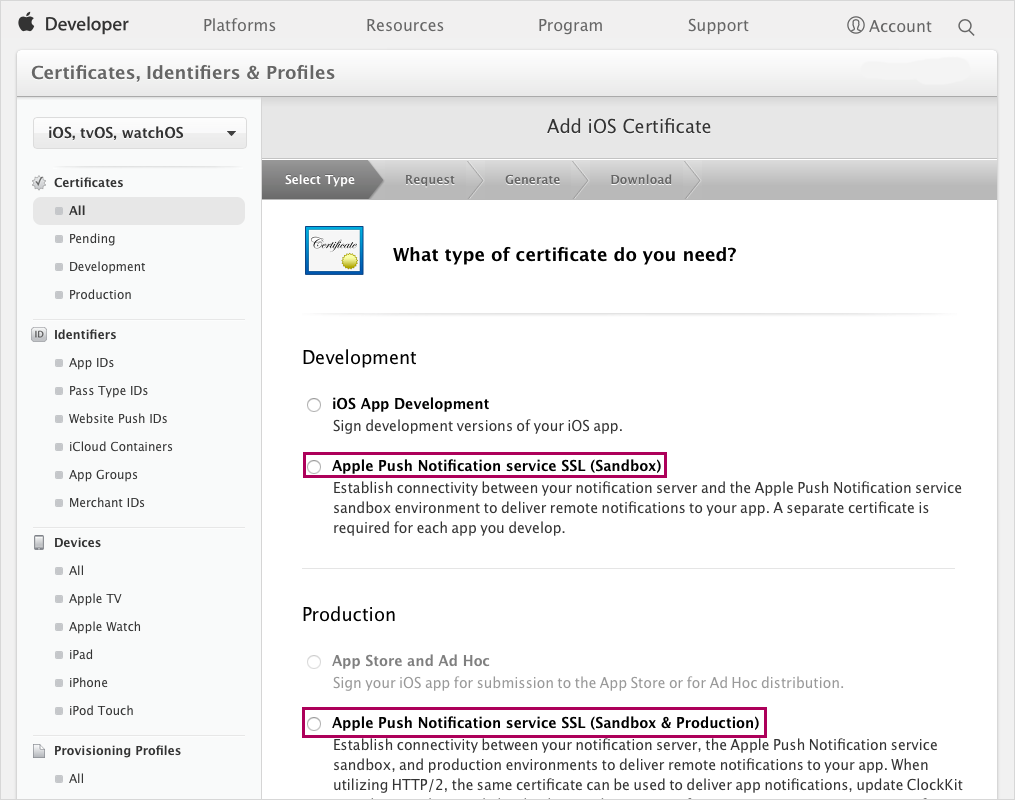 Developer
Platforms
Resources
Program
Support
Account
Certificates, Identifiers & Profiles
iOS, tvOS, watchOS
Certificates
All
Pending
Development
Production
ID Identifiers
App IDs
Pass Type IDs
Website Push IDs
iCloud Containers
App Groups
Merchant IDs
Devices
All
Apple TV
Apple Watch
iPad
iPhone
iPod Touch
Provisioning Profiles
All
Add iOS Certificate
Select Type
Request
Generate
Download
Certificate
What type of certificate do you need?
Development
iOS App Development
Sign development versions of your iOS app.
Apple Push Notification service SSL (Sandbox)
Establish connectivity between your notification server and the Apple Push Notification service
sandbox environment to deliver remote notifications to your app. A separate certificate is
required for each app you develop.
Production
App Store and Ad Hoc
Sign your iOS app for submission to the App Store or for Ad Hoc distribution.
Apple Push Notification service SSL (Sandbox & Production)
Establish connectivity between your notification server, the Apple Push Notification service
sandbox, and production environments to deliver remote notifications to your app. When
utilizing HTTP/2, the same certificate can be used to deliver app notifications, update ClockKit